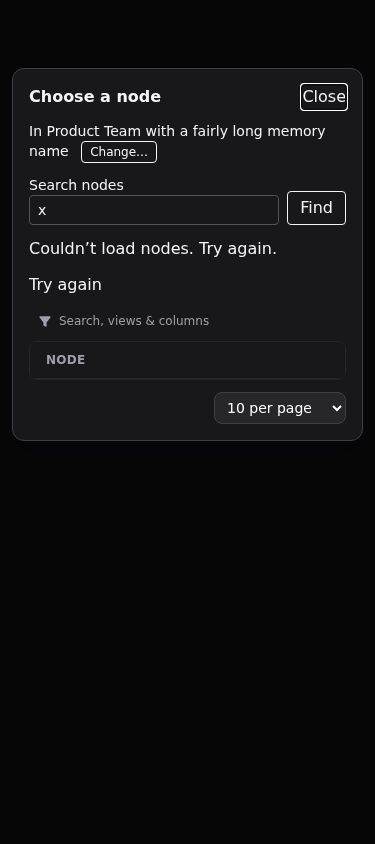 Choose a node
Close
In Product Team with a fairly long memory
name Change…
Search nodes
x
Find
Couldn’t load nodes. Try again.
Try again
Search, views & columns
NODE
10 per page